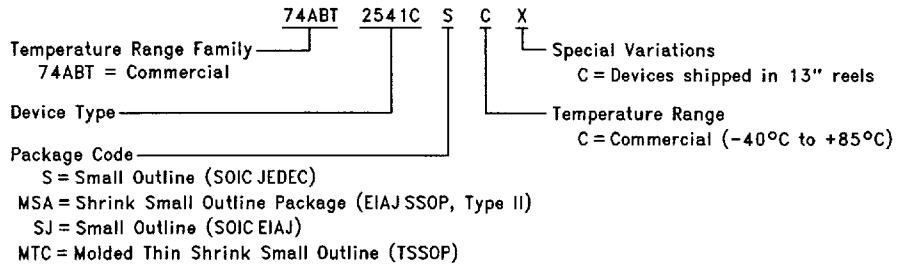 74ABT 2541C S C X
Temperature Range Family
74ABT = Commercial
Device Type
Package Code
S = Small Outline (SOIC JEDEC)
MSA = Shrink Small Outline Package (EIAJ SSOP, Type II)
SJ = Small Outline (SOIC EIAJ)
MTC = Molded Thin Shrink Small Outline (TSSOP)
Special Variations
C = Devices shipped in 13" reels
Temperature Range
C = Commercial (-40°C to +85°C)